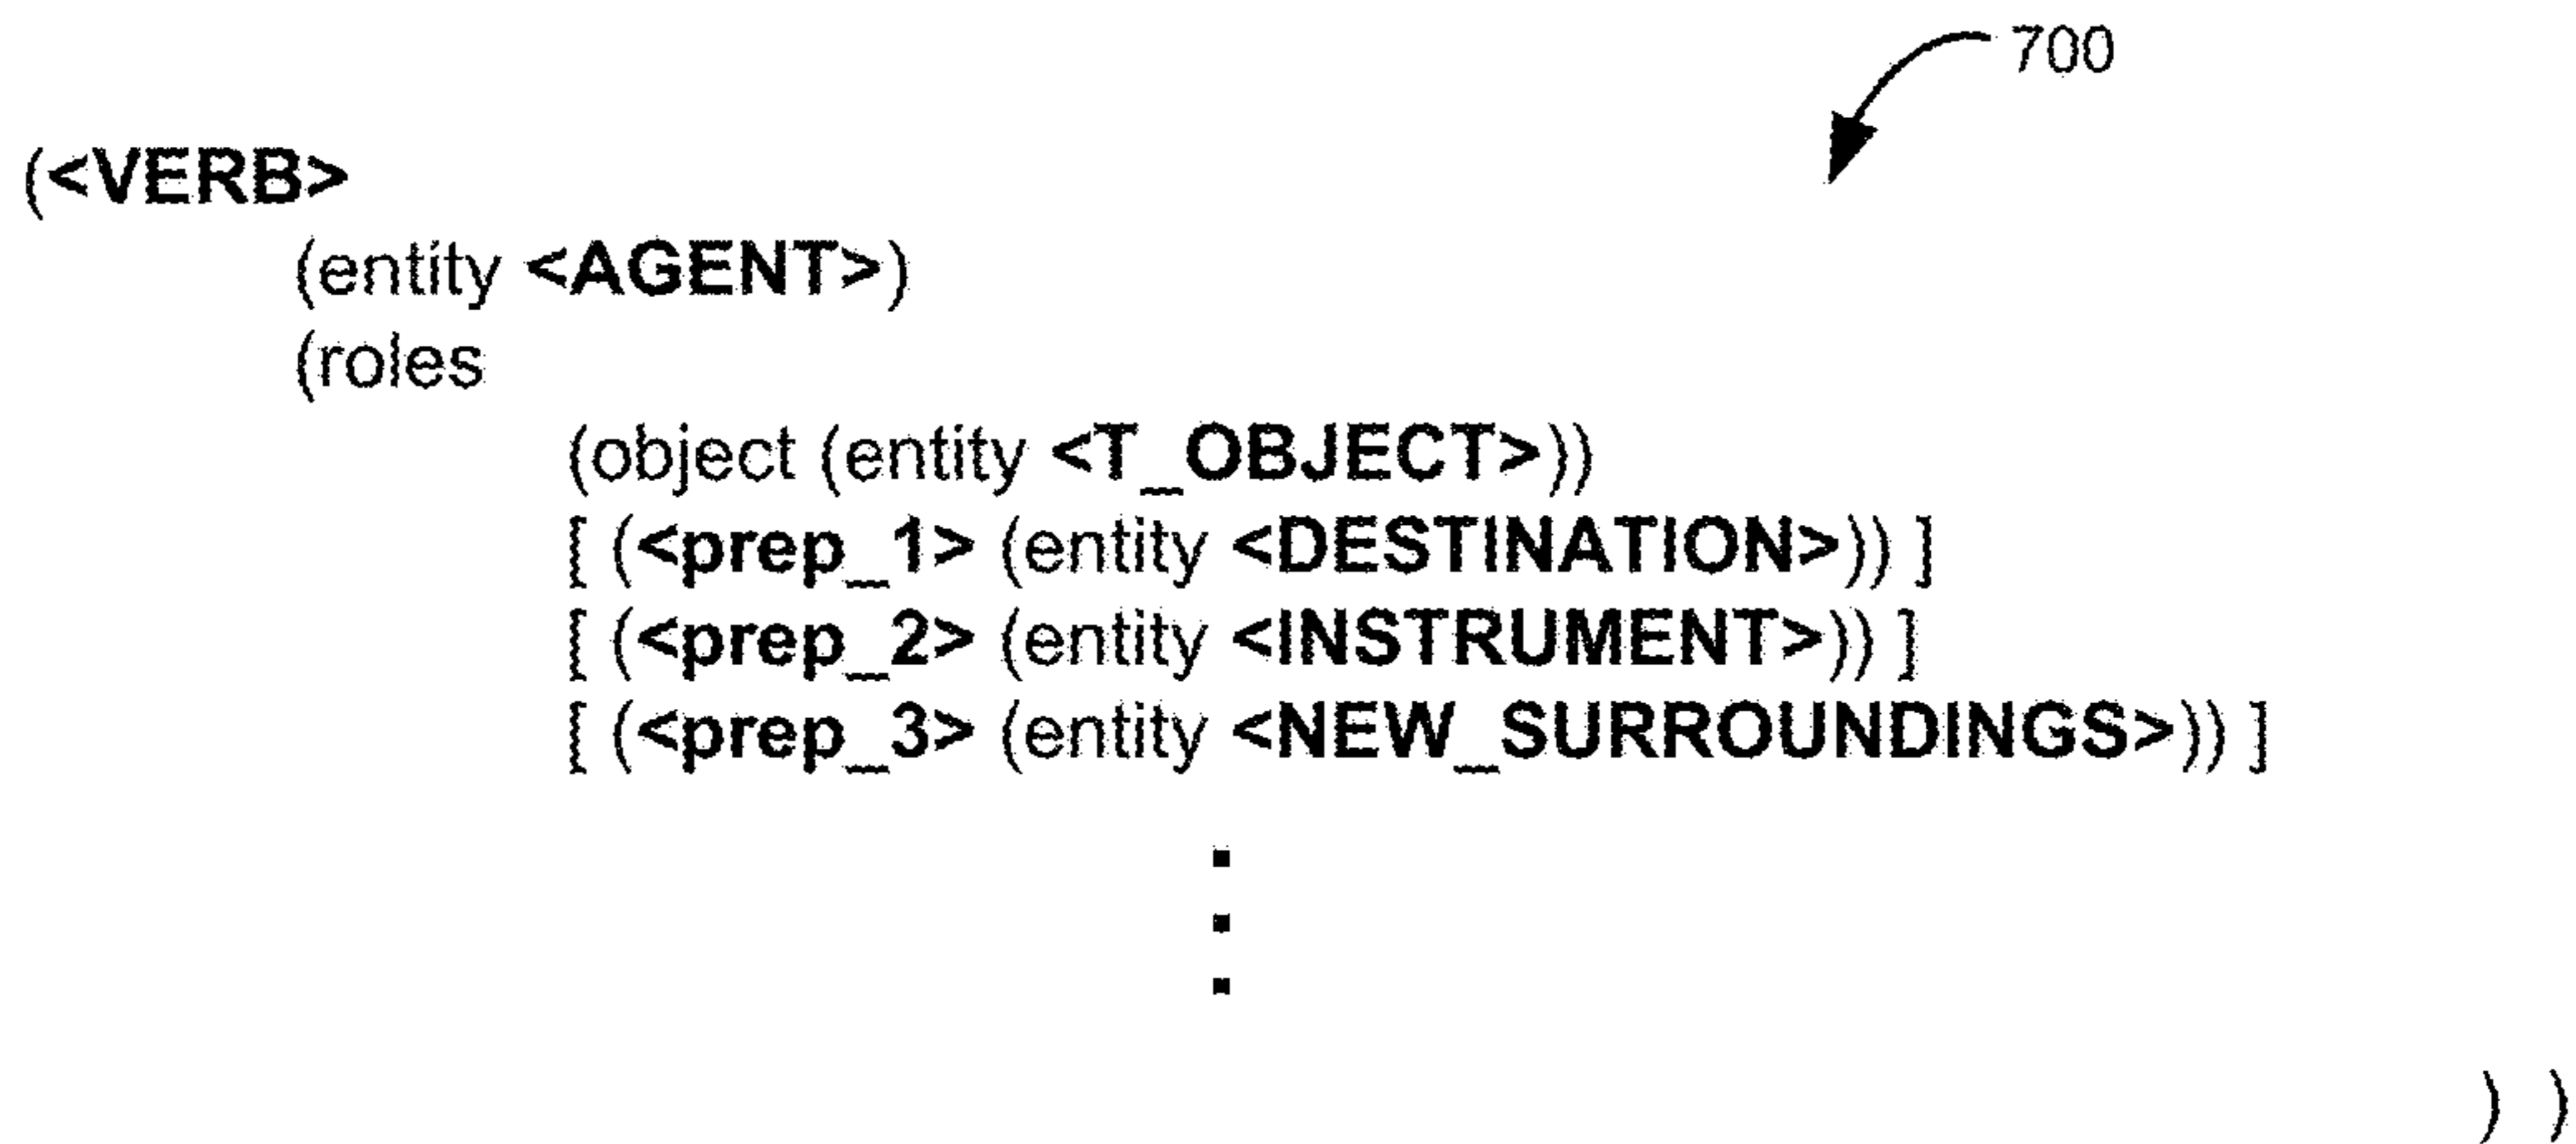 700
(<VERB>
(entity <AGENT>)
(roles
(object (entity <T_OBJECT>))
[ (<prep_1> (entity <DESTINATION>)) ]
[ (<prep_2> (entity <INSTRUMENT>)) ]
[ (<prep_3> (entity <NEW_SURROUNDINGS>)) ]
.
.
.
) )